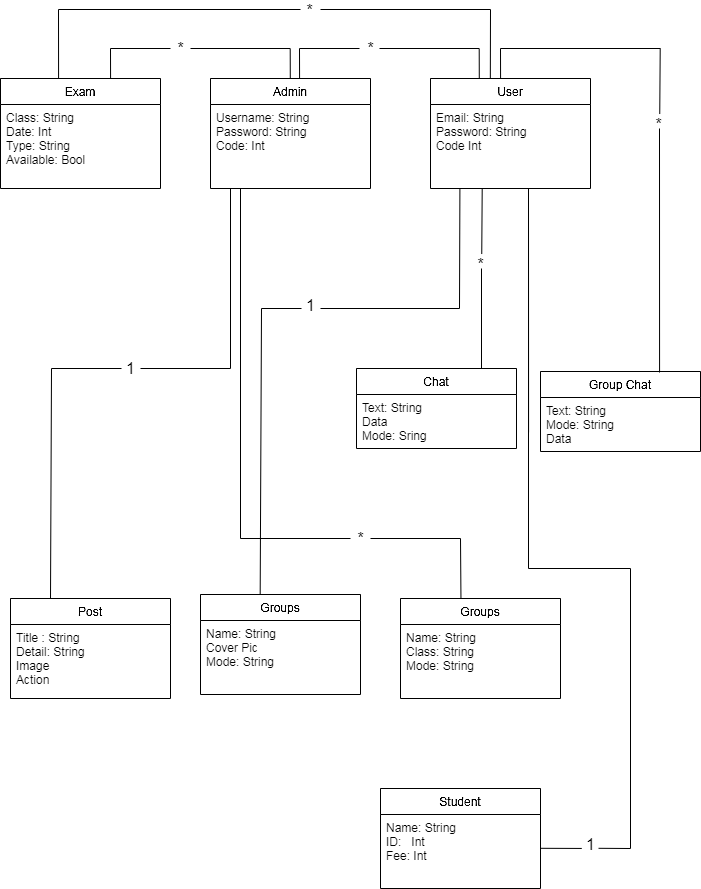 *
*
*
Exam
Class: String
Date: Int
Type: String
Available: Bool
Admin
Username: String
Password: String
Code: Int
User
Email: String
Password: String
Code Int
*
*
1
1
Chat
Text: String
Data
Mode: Sring
Group Chat
Text: String
Mode: String
Data
*
Post
Title : String
Detail: String
Image
Action
Groups
Name: String
Cover Pic
Mode: String
Groups
Name: String
Class: String
Mode: String
Student
Name: String
ID: Int
Fee: Int
1